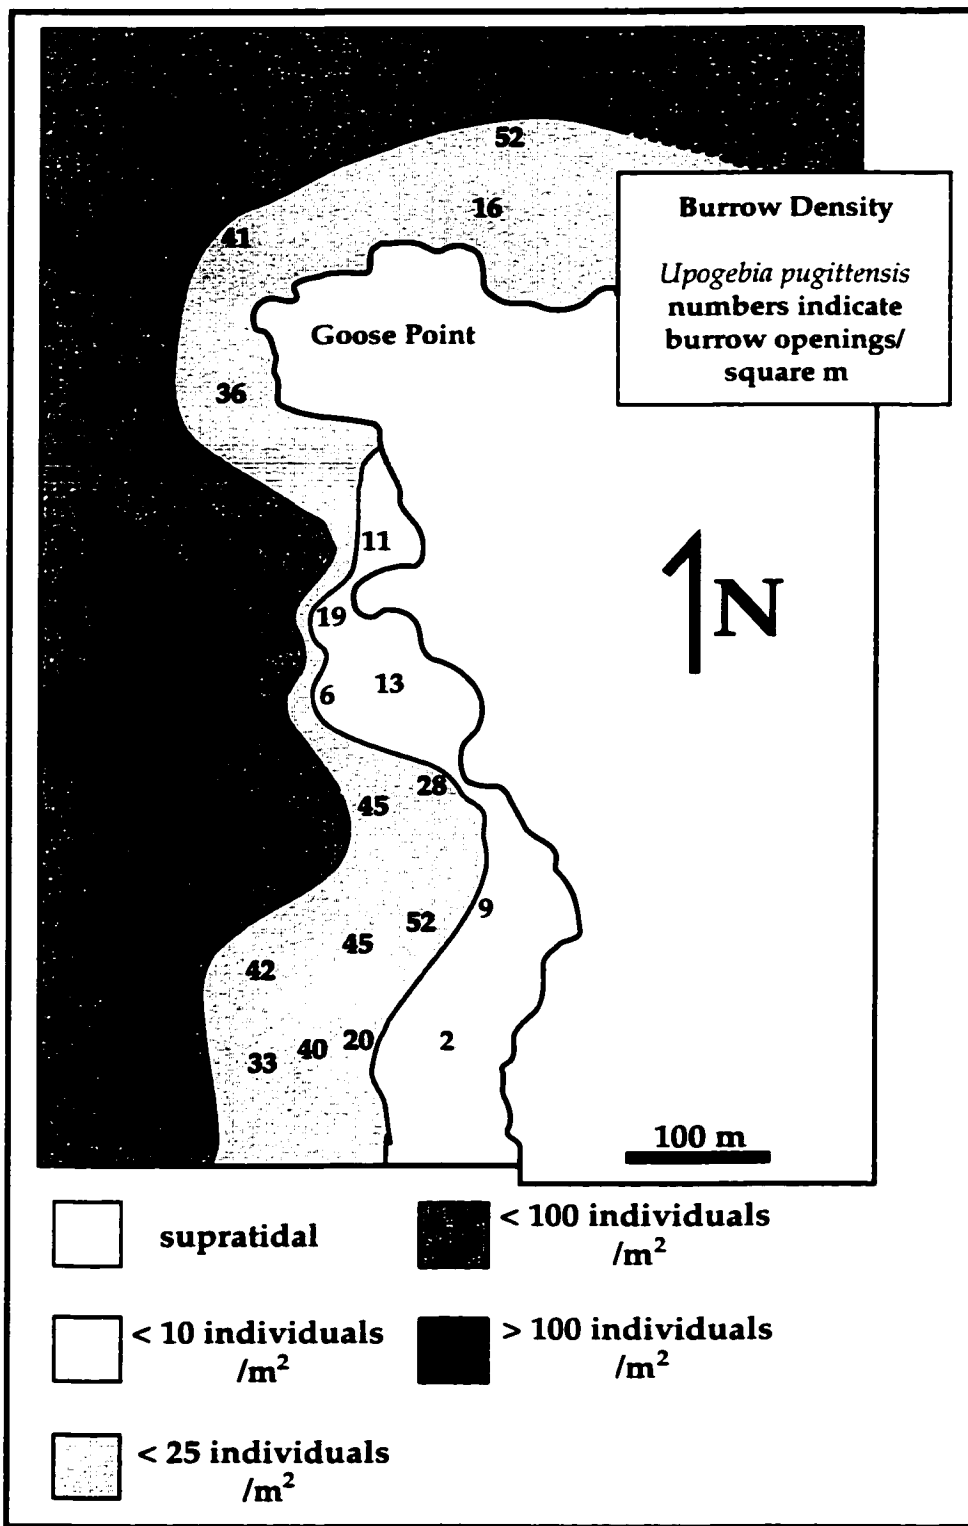 52
16
41
Burrow Density
Upogebia pugittensis
numbers indicate
burrow openings/
square m
Goose Point
36
11
19
13
6
N
28
45
9
52
45
42
20
2
40
33
100 m
supratidal
< 100 individuals
/m²
< 10 individuals
/m²
> 100 individuals
/m²
< 25 individuals
/m²